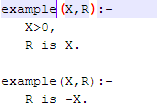 example(X,R):-
X>0,
R is X.
example(X,R):-
R is -X.